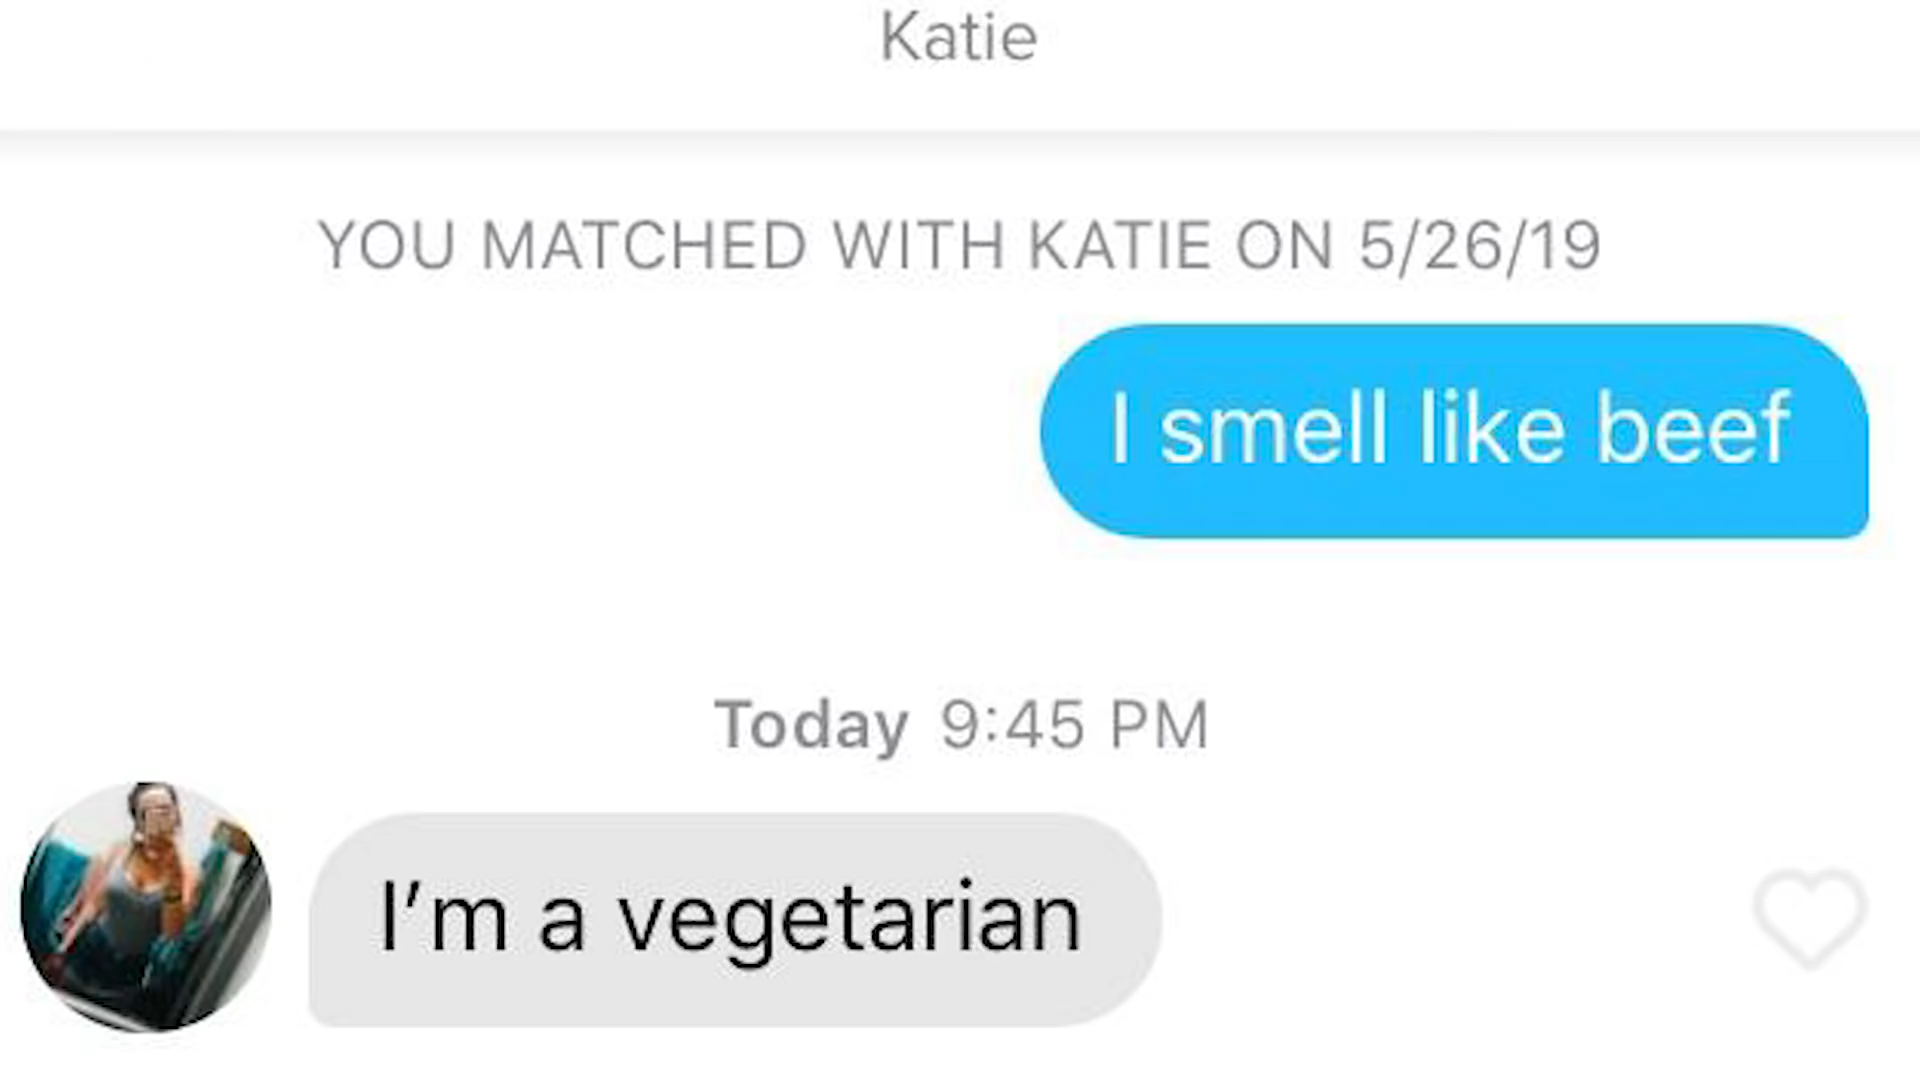 Katie
YOU MATCHED WITH KATIE ON 5/26/19
I smell like beef
Today 9:45 PM
I’m a vegetarian